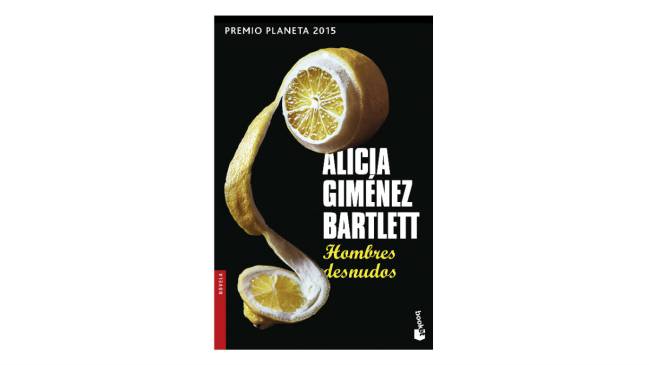 PREMIO PLANETA 2015
ALICIA
GIMÉNEZ
BARTLETT
Hombres
desnudos
NOVELA
booket